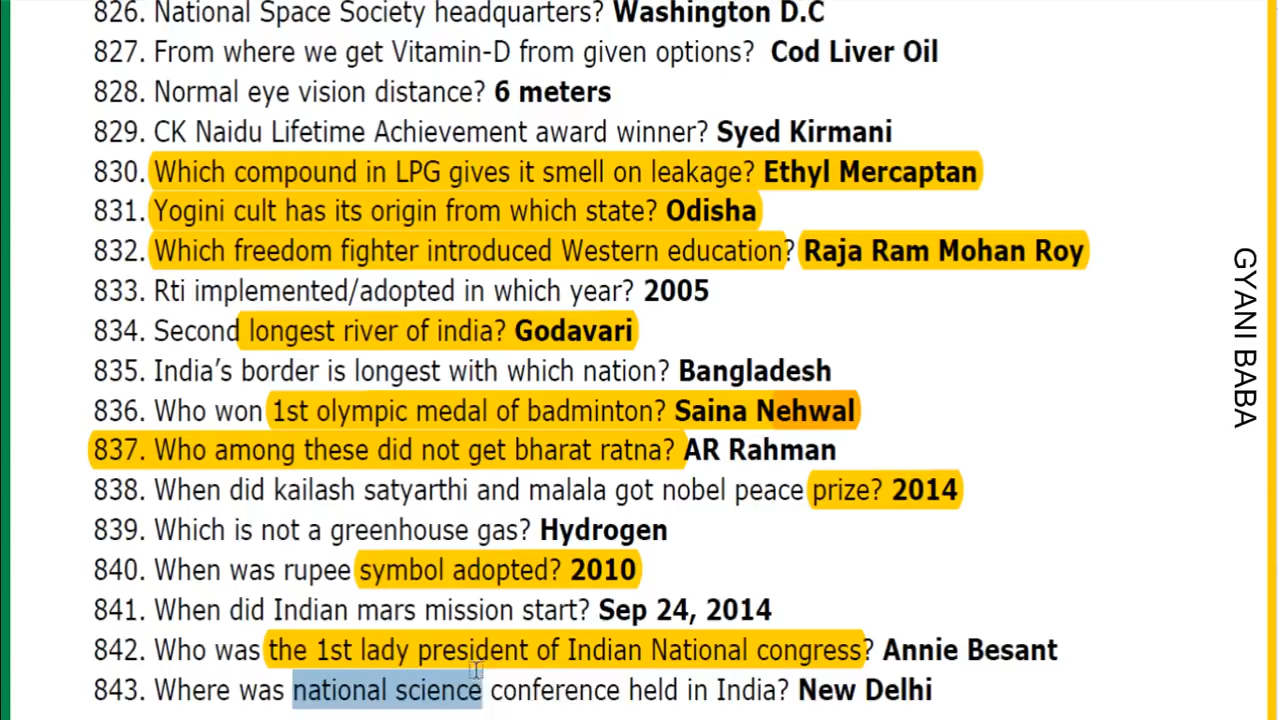 826. National Space Society headquarters? Washington D.C
827. From where we get Vitamin-D from given options? Cod Liver Oil
828. Normal eye vision distance? 6 meters
829. CK Naidu Lifetime Achievement award winner? Syed Kirmani
830. Which compound in LPG gives it smell on leakage? Ethyl Mercaptan
831. Yogini cult has its origin from which state? Odisha
832. Which freedom fighter introduced Western education? Raja Ram Mohan Roy
833. Rti implemented/adopted in which year? 2005
834. Second longest river of india? Godavari
835. India's border is longest with which nation? Bangladesh
836. Who won 1st olympic medal of badminton? Saina Nehwal
837. Who among these did not get bharat ratna? AR Rahman
838. When did kailash satyarthi and malala got nobel peace prize? 2014
839. Which is not a greenhouse gas? Hydrogen
840. When was rupee symbol adopted? 2010
841. When did Indian mars mission start? Sep 24, 2014
842. Who was the 1st lady president of Indian National congress? Annie Besant
843. Where was national science conference held in India? New Delhi
GYANI BABA